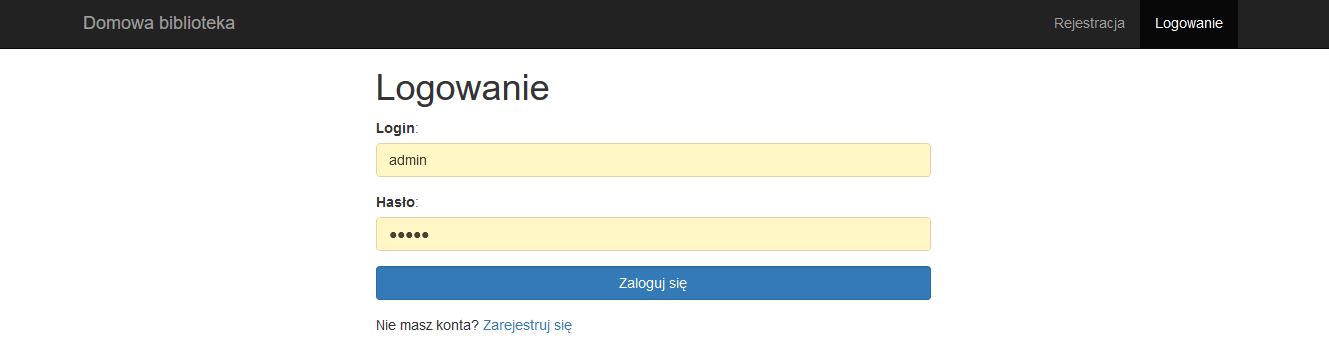 Domowa biblioteka
Rejestracja
Logowanie
Logowanie
Login:
admin
Hasło:
●●●●●
Zaloguj się
Nie masz konta? Zarejestruj się